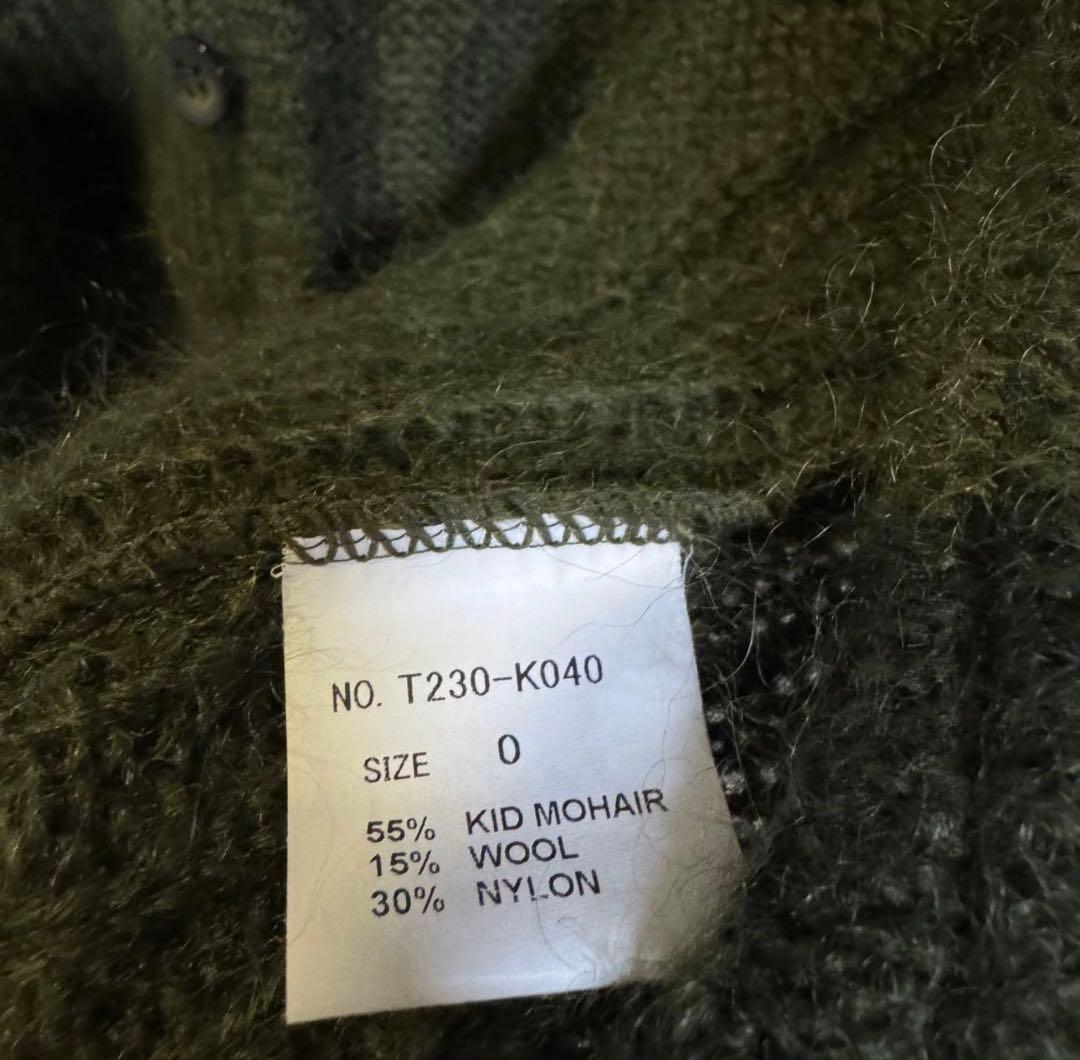 NO. T230-K040
SIZE 0
55% KID MOHAIR
15% WOOL
30% NYLON